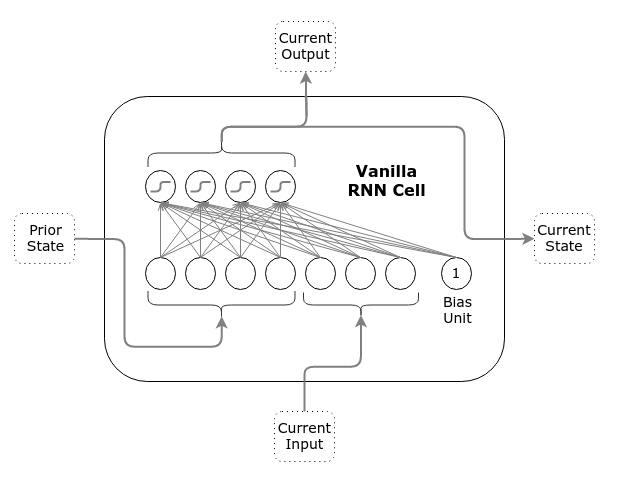 Current
Output
Vanilla
RNN Cell
Prior
State
Current
State
1
Bias
Unit
Current
Input